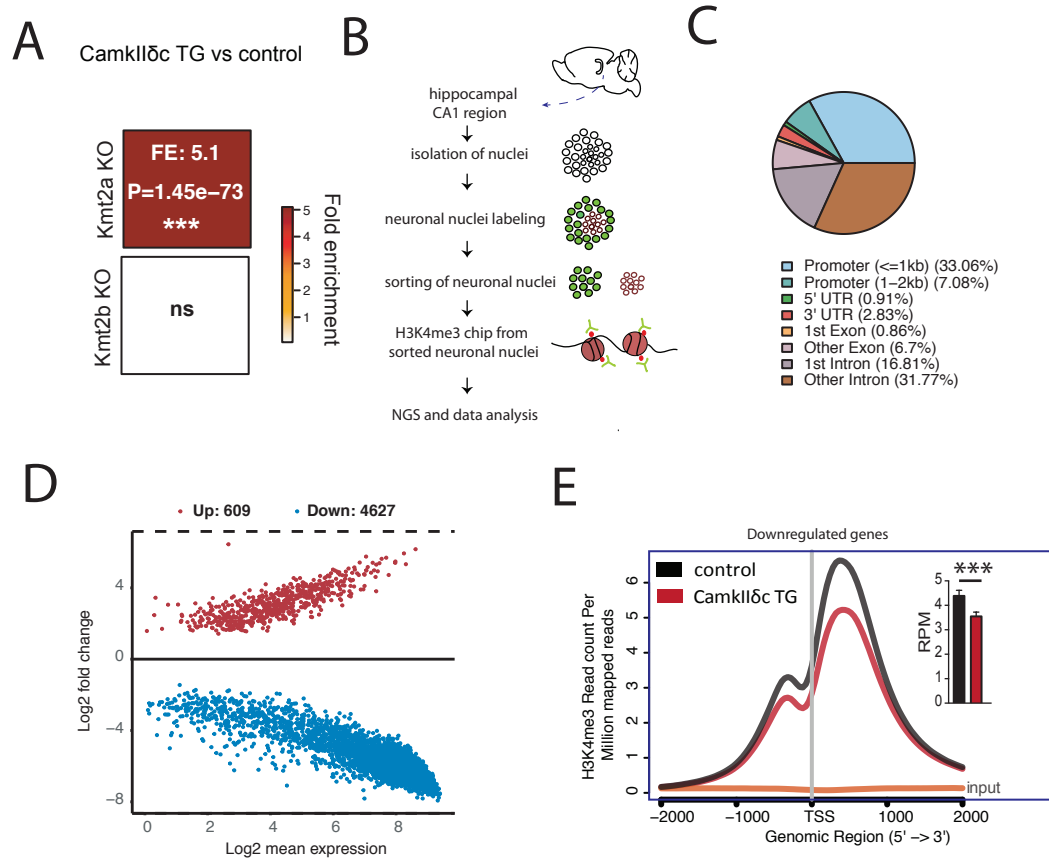 A
CamkIIδc TG vs control
Kmt2a KO
FE: 5.1
P=1.45e−73
***
Kmt2b KO
ns
5
4
3
2
1
Fold enrichment
B
hippocampal
CA1 region
isolation of nuclei
neuronal nuclei labeling
sorting of neuronal nuclei
H3K4me3 chip from
sorted neuronal nuclei
NGS and data analysis
C
Promoter (<=1kb) (33.06%)
Promoter (1−2kb) (7.08%)
5' UTR (0.91%)
3' UTR (2.83%)
1st Exon (0.86%)
Other Exon (6.7%)
1st Intron (16.81%)
Other Intron (31.77%)
D
Up: 609
Down: 4627
Log2 fold change
4
0
−4
−8
0
2
4
6
8
Log2 mean expression
E
Downregulated genes
control
CamkIIδc TG
H3K4me3 Read count Per
Million mapped reads
6
5
4
3
2
1
0
***
RPM
5
4
3
2
1
0
input
−2000
−1000
TSS
1000
2000
Genomic Region (5' −> 3')